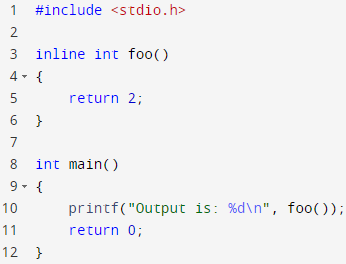 1 #include <stdio.h>
2
3 inline int foo()
4 {
5     return 2;
6 }
7
8 int main()
9 {
10     printf("Output is: %d\n", foo());
11     return 0;
12 }